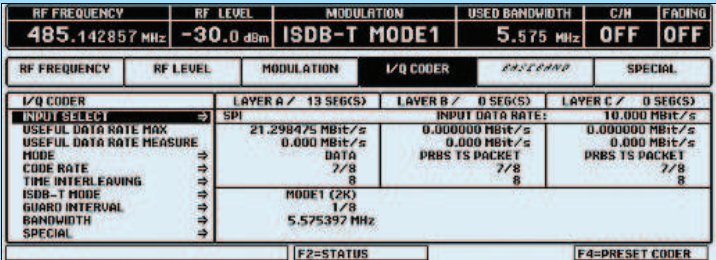 RF FREQUENCY RF LEVEL MODULATION USED BANDWIDTH C/N FADING
485.142857 MHz -30.0 dBm ISDB-T MODE1 5.575 MHz OFF OFF
RF FREQUENCY RF LEVEL MODULATION I/Q CODER BASEBAND SPECIAL
I/Q CODER LAYER A / 13 SEG(S) LAYER B / 0 SEG(S) LAYER C / 0 SEG(S)
INPUT SELECT ⇒ SPI INPUT DATA RATE: 10.000 MBit/s
USEFUL DATA RATE MAX 21.298475 MBit/s 0.000000 MBit/s 0.000000 MBit/s
USEFUL DATA RATE MEASURE 0.000 MBit/s 0.000 MBit/s 0.000 MBit/s
MODE ⇒ DATA PRBS TS PACKET PRBS TS PACKET
CODE RATE ⇒ 7/8 7/8 7/8
TIME INTERLEAVING ⇒ 8 8 8
ISDB-T MODE ⇒ MODE1 (2K)
GUARD INTERVAL ⇒ 1/8
BANDWIDTH ⇒ 5.575397 MHz
SPECIAL ⇒
F2=STATUS F4=PRESET CODER